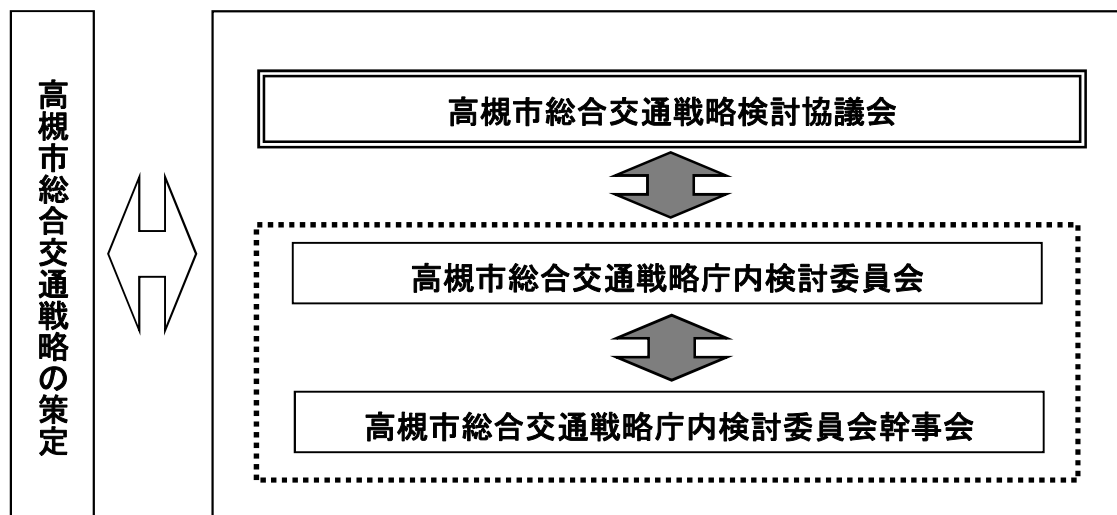 高槻市総合交通戦略の策定
高槻市総合交通戦略検討協議会
高槻市総合交通戦略庁内検討委員会
高槻市総合交通戦略庁内検討委員会幹事会